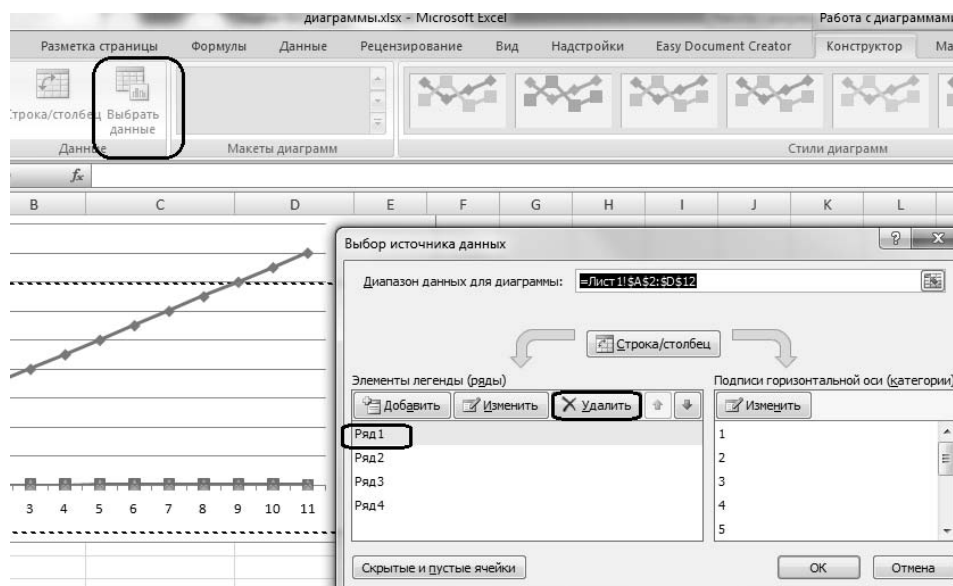 диаграммы.xlsx - Microsoft Excel
Работа с диаграммами
Разметка страницы Формулы Данные Рецензирование Вид Надстройки Easy Document Creator Конструктор Ма
трока/столбец Выбрать данные
Данные Макеты диаграмм Стили диаграмм
fx
B C D E F G H I J K L
Выбор источника данных
Диапазон данных для диаграммы: =Лист1!$A$2:$D$12
Строка/столбец
Элементы легенды (ряды) Подписи горизонтальной оси (категории)
Добавить Изменить Удалить Изменить
Ряд1 1
Ряд2 2
Ряд3 3
Ряд4 4
5
3 4 5 6 7 8 9 10 11
Скрытые и пустые ячейки OK Отмена